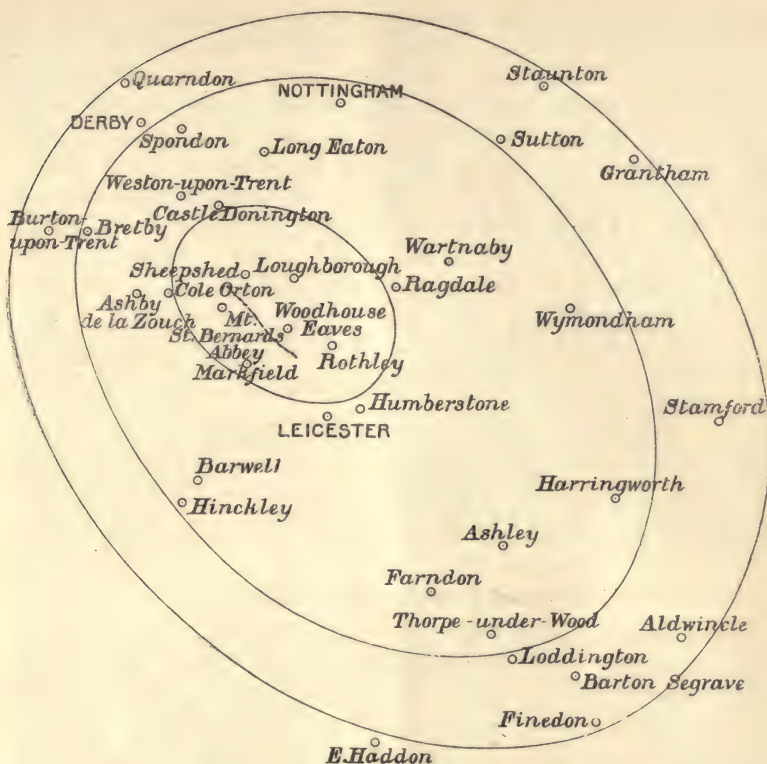 Quarndon
Staunton
NOTTINGHAM
DERBY
Spondon
Long Eaton
Sutton
Grantham
Weston-upon-Trent
Castle Donington
Burton-
upon-Trent
Bretby
Wartnaby
Sheepshed
Loughborough
Ragdale
Cole Orton
Ashby
de la Zouch
Mt.
St. Bernards
Abbey
Woodhouse
Eaves
Wymondham
Rothley
Markfield
Humberstone
LEICESTER
Stamford
Barwell
Hinckley
Harringworth
Ashley
Farndon
Thorpe-under-Wood
Aldwincle
Loddington
Barton Segrave
Finedon
E.Haddon